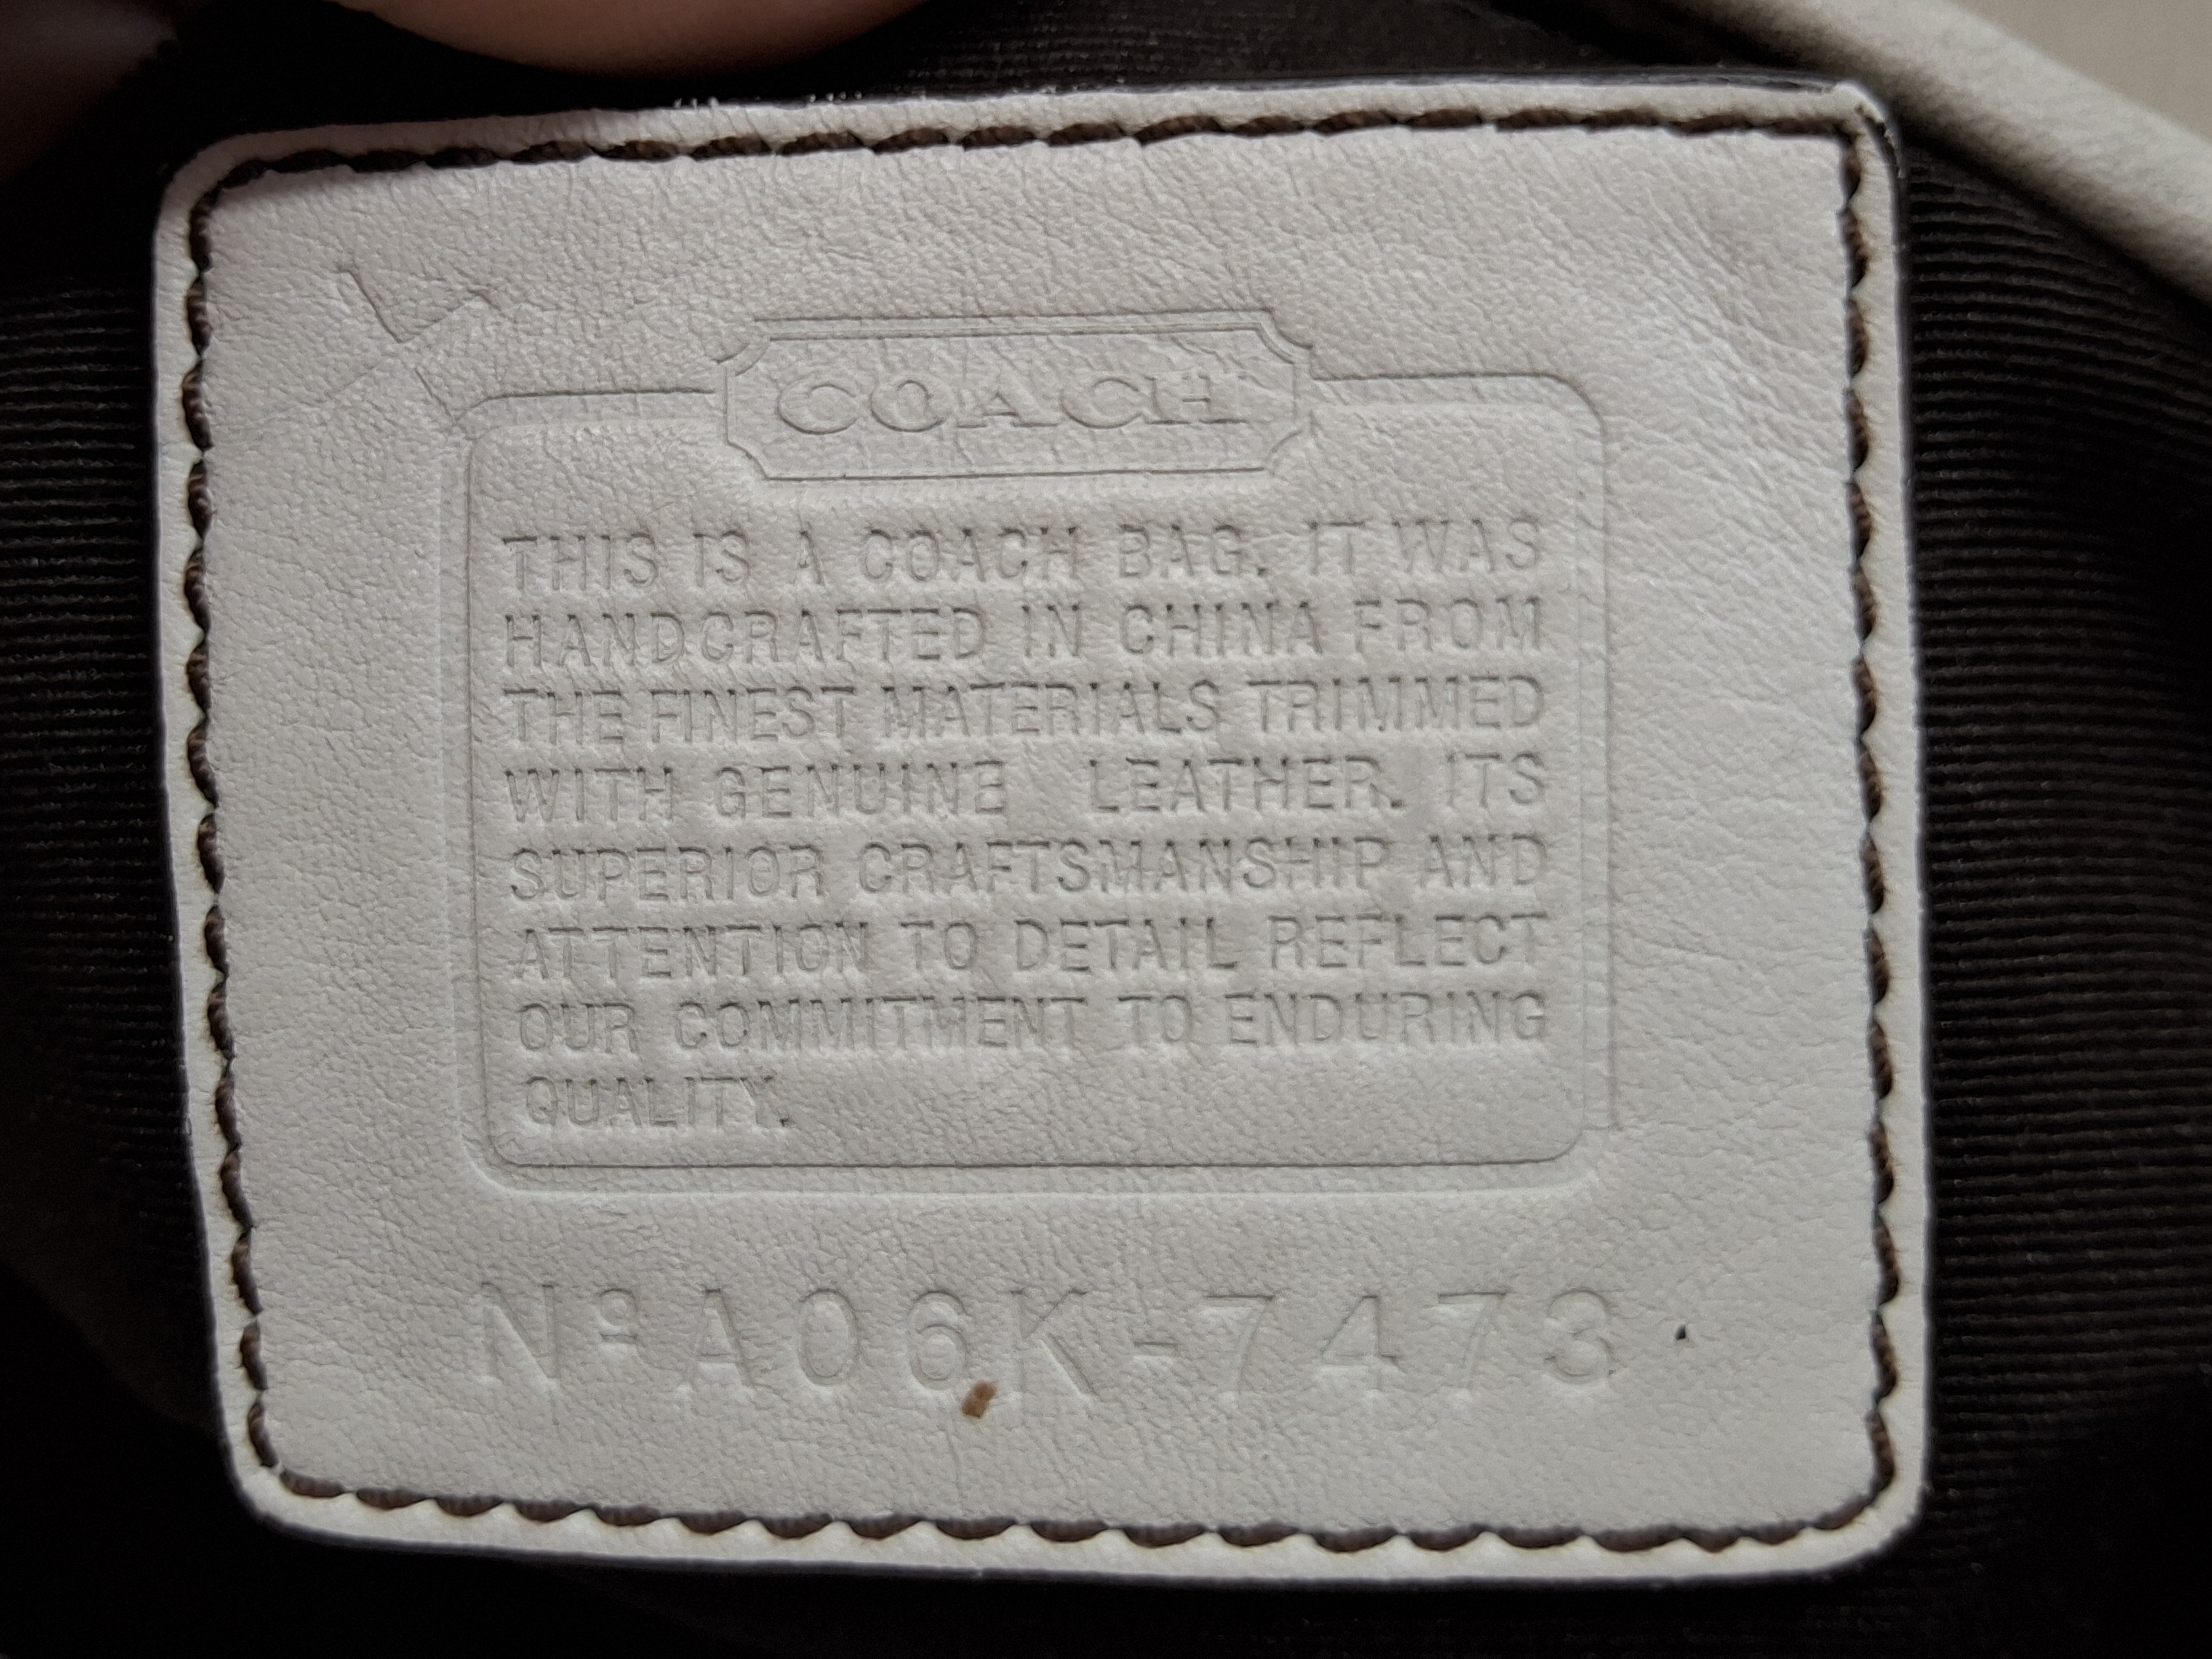 COACH
THIS IS A COACH BAG. IT WAS
HANDCRAFTED IN CHINA FROM
THE FINEST MATERIALS TRIMMED
WITH GENUINE LEATHER. ITS
SUPERIOR CRAFTSMANSHIP AND
ATTENTION TO DETAIL REFLECT
OUR COMMITMENT TO ENDURING
QUALITY.
Nº A06K-7473